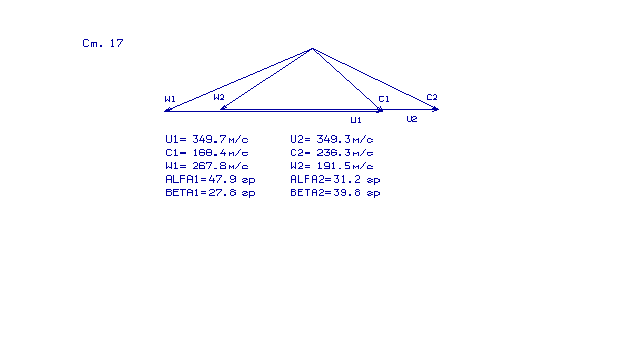 Ст. 17
W1 W2 C1 C2
U1 U2
U1= 349.7м/с U2= 349.3м/с
C1= 168.4м/с C2= 236.3м/с
W1= 267.8м/с W2= 191.5м/с
ALFA1=47.9 гр ALFA2=31.2 гр
BETA1=27.8 гр BETA2=39.8 гр